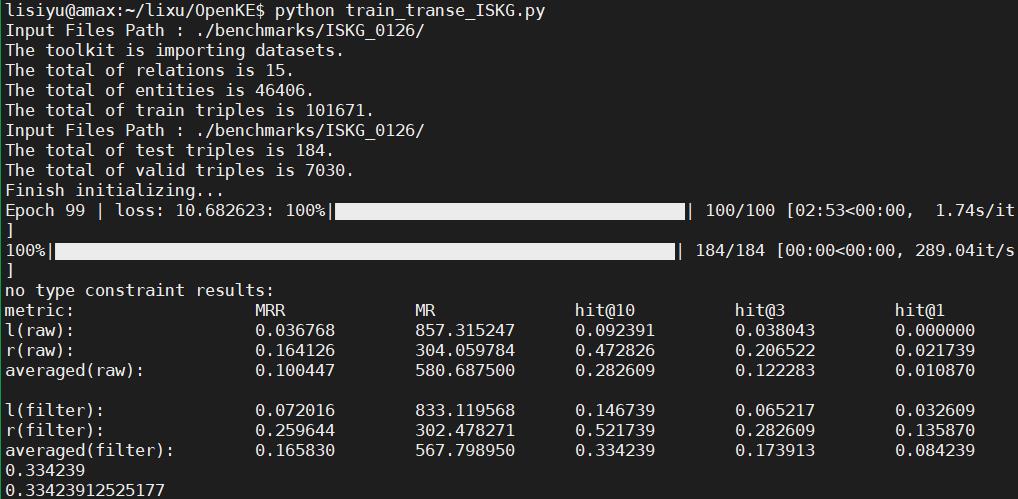 lisiyu@amax:~/lixu/OpenKE$ python train_transe_ISKG.py
Input Files Path : ./benchmarks/ISKG_0126/
The toolkit is importing datasets.
The total of relations is 15.
The total of entities is 46406.
The total of train triples is 101671.
Input Files Path : ./benchmarks/ISKG_0126/
The total of test triples is 184.
The total of valid triples is 7030.
Finish initializing...
Epoch 99 | loss: 10.682623: 100%|| 100/100 [02:53<00:00,  1.74s/it
]
100%|| 184/184 [00:00<00:00, 289.04it/s
]
no type constraint results:
metric: MRR MR hit@10 hit@3 hit@1
l(raw): 0.036768 857.315247 0.092391 0.038043 0.000000
r(raw): 0.164126 304.059784 0.472826 0.206522 0.021739
averaged(raw): 0.100447 580.687500 0.282609 0.122283 0.010870
l(filter): 0.072016 833.119568 0.146739 0.065217 0.032609
r(filter): 0.259644 302.478271 0.521739 0.282609 0.135870
averaged(filter): 0.165830 567.798950 0.334239 0.173913 0.084239
0.334239
0.33423912525177